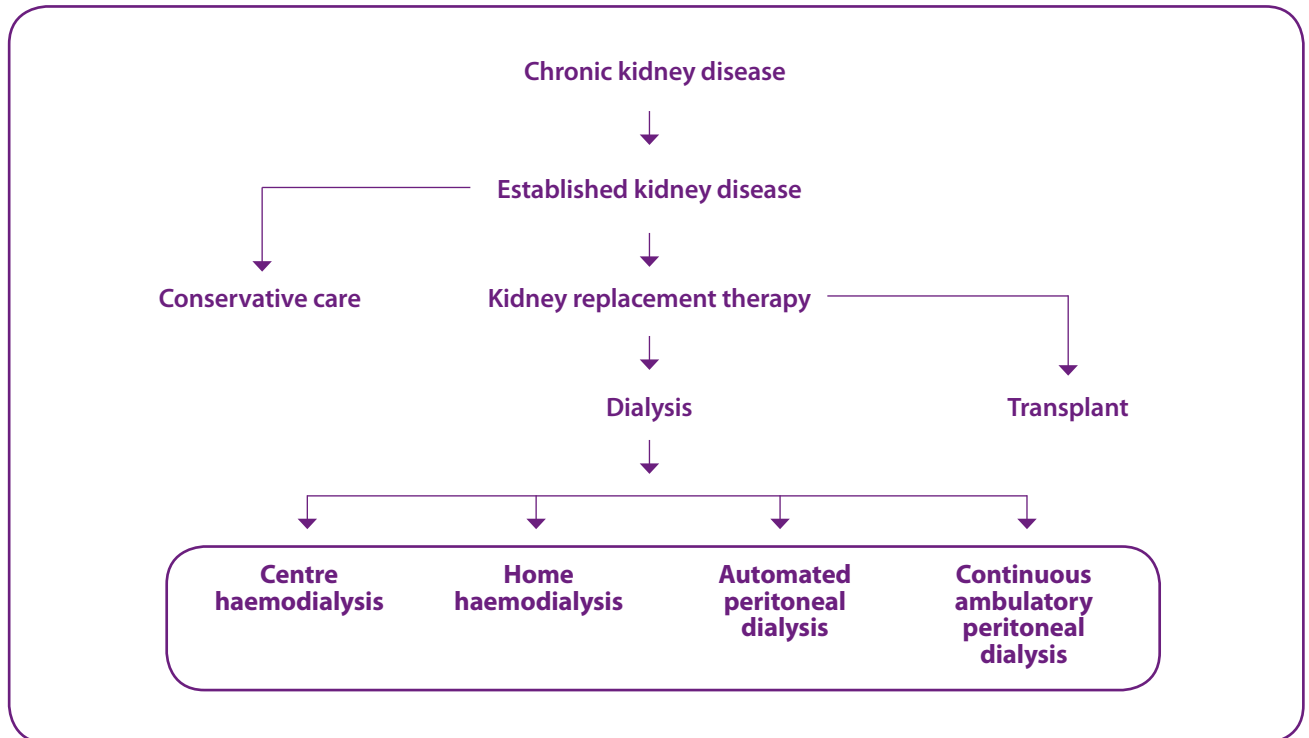 Chronic kidney disease
Established kidney disease
Conservative care
Kidney replacement therapy
Dialysis
Transplant
Centre
haemodialysis
Home
haemodialysis
Automated
peritoneal
dialysis
Continuous
ambulatory
peritoneal
dialysis